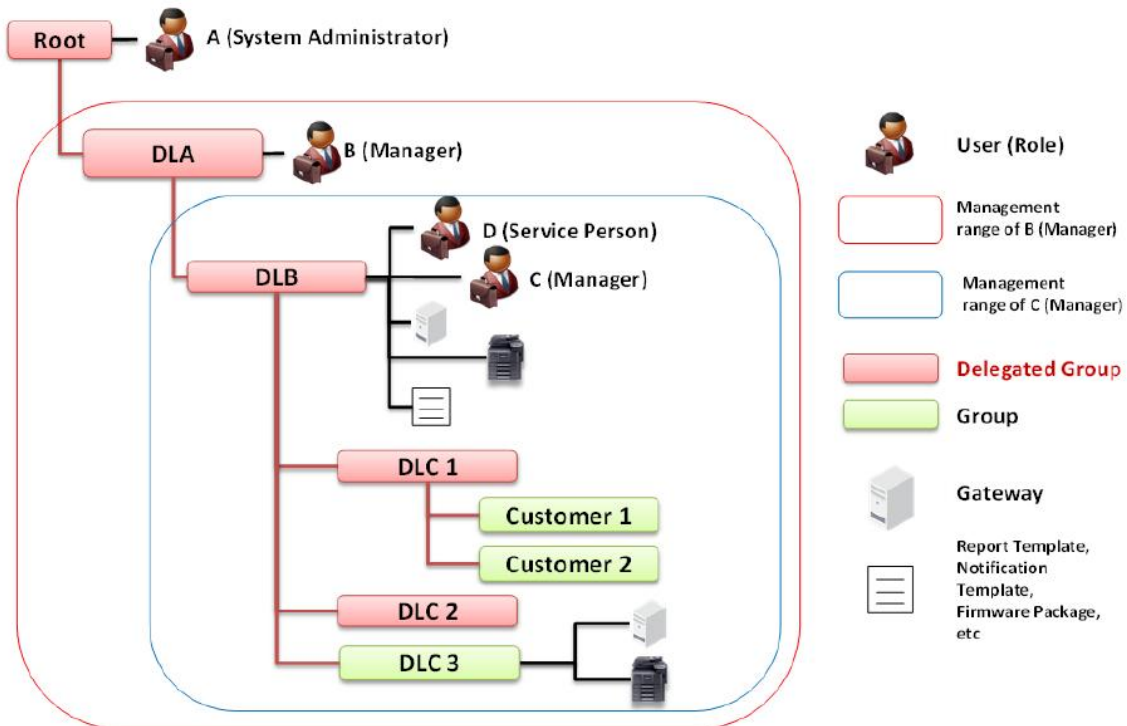 Root
A (System Administrator)
DLA
B (Manager)
D (Service Person)
DLB
C (Manager)
DLC 1
Customer 1
Customer 2
DLC 2
DLC 3
User (Role)
Management
range of B (Manager)
Management
range of C (Manager)
Delegated Group
Group
Gateway
Report Template,
Notification
Template,
Firmware Package,
etc